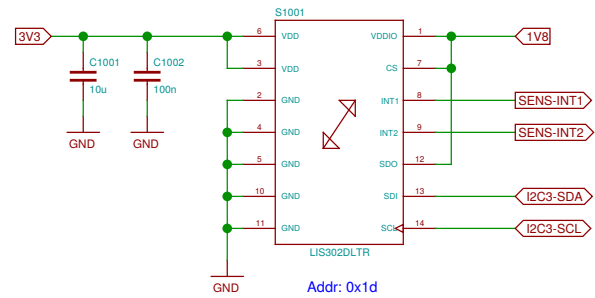 S1001
3V3
6 VDD VDDIO 1
1V8
C1001
10u
C1002
100n
3 VDD CS 7
2 GND INT1 8
SENS-INT1
4 GND INT2 9
SENS-INT2
GND
GND
5 GND SDO 12
10 GND SDI 13
I2C3-SDA
11 GND SCL 14
I2C3-SCL
LIS302DLTR
GND
Addr: 0x1d